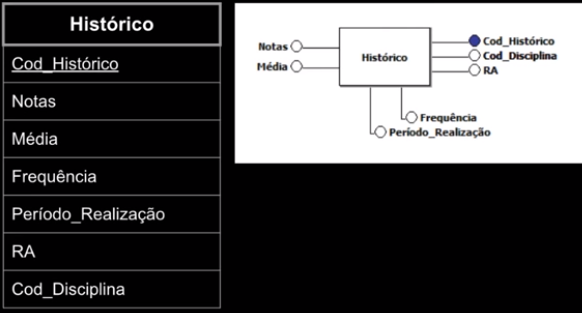 Histórico
Cod_Histórico
Notas
Média
Frequência
Período_Realização
RA
Cod_Disciplina
Notas
Média
Histórico
Cod_Histórico
Cod_Disciplina
RA
Frequência
Período_Realização